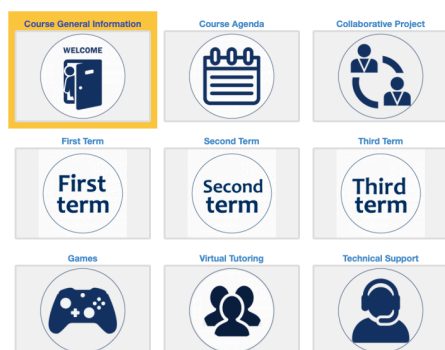 Course General Information
Course Agenda
Collaborative Project
WELCOME
First Term
Second Term
Third Term
First
term
Second
term
Third
term
Games
Virtual Tutoring
Technical Support